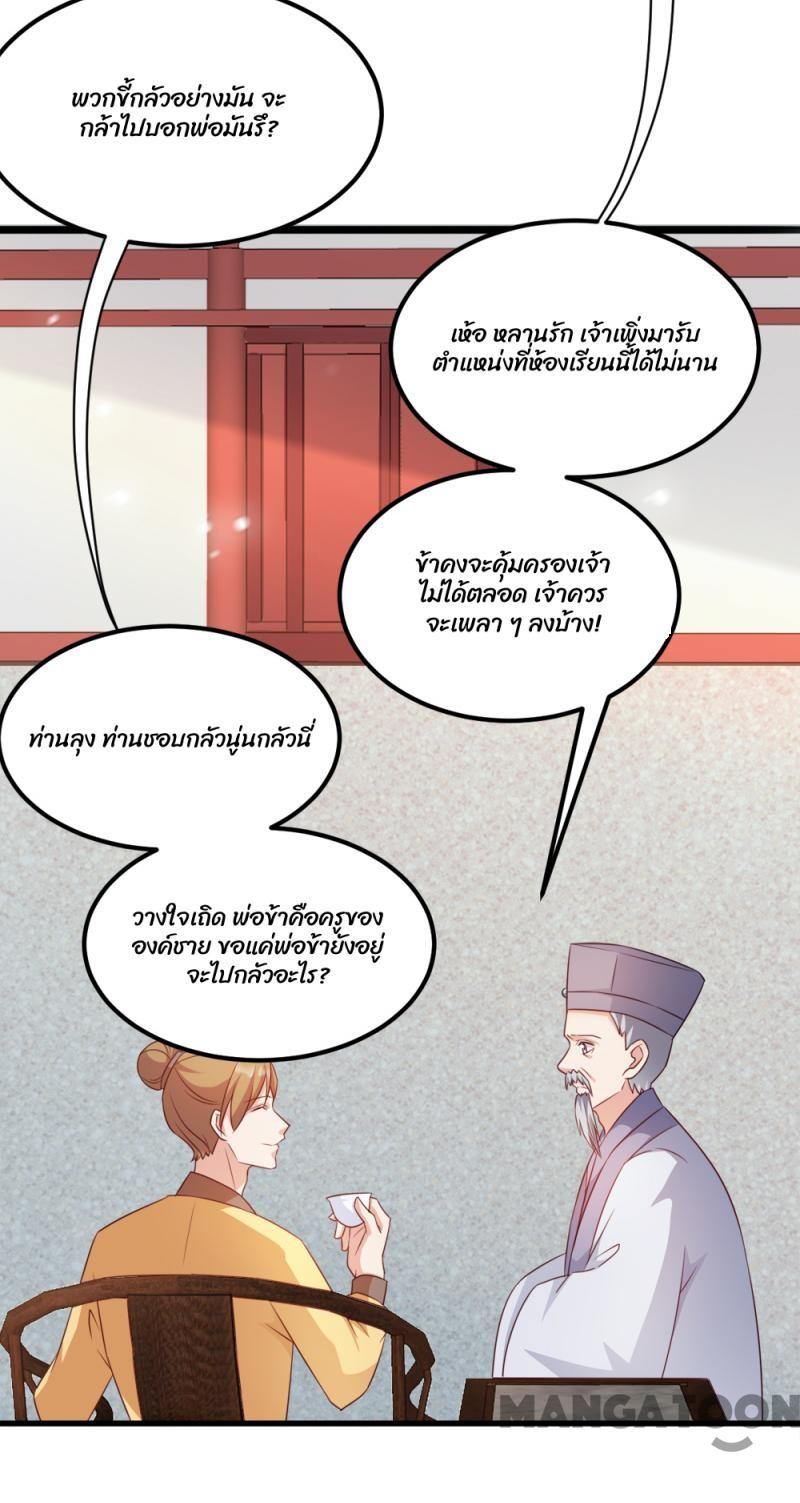 พวกขี้กลัวอย่างมัน จะ
กล้าไปบอกพ่อมันรึ?
เห้อ หลานรัก เจ้าเพิ่งมารับ
ตำแหน่งที่ห้องเรียนนี้ได้ไม่นาน
ข้าคงจะคุ้มครองเจ้า
ไม่ได้ตลอด เจ้าควร
จะเพลา ๆ ลงบ้าง!
ท่านลุง ท่านชอบกลัวนู่นกลัวนี่
วางใจเถิด พ่อข้าคือครูของ
องค์ชาย ขอแค่พ่อข้ายังอยู่
จะไปกลัวอะไร?
MANGATOON